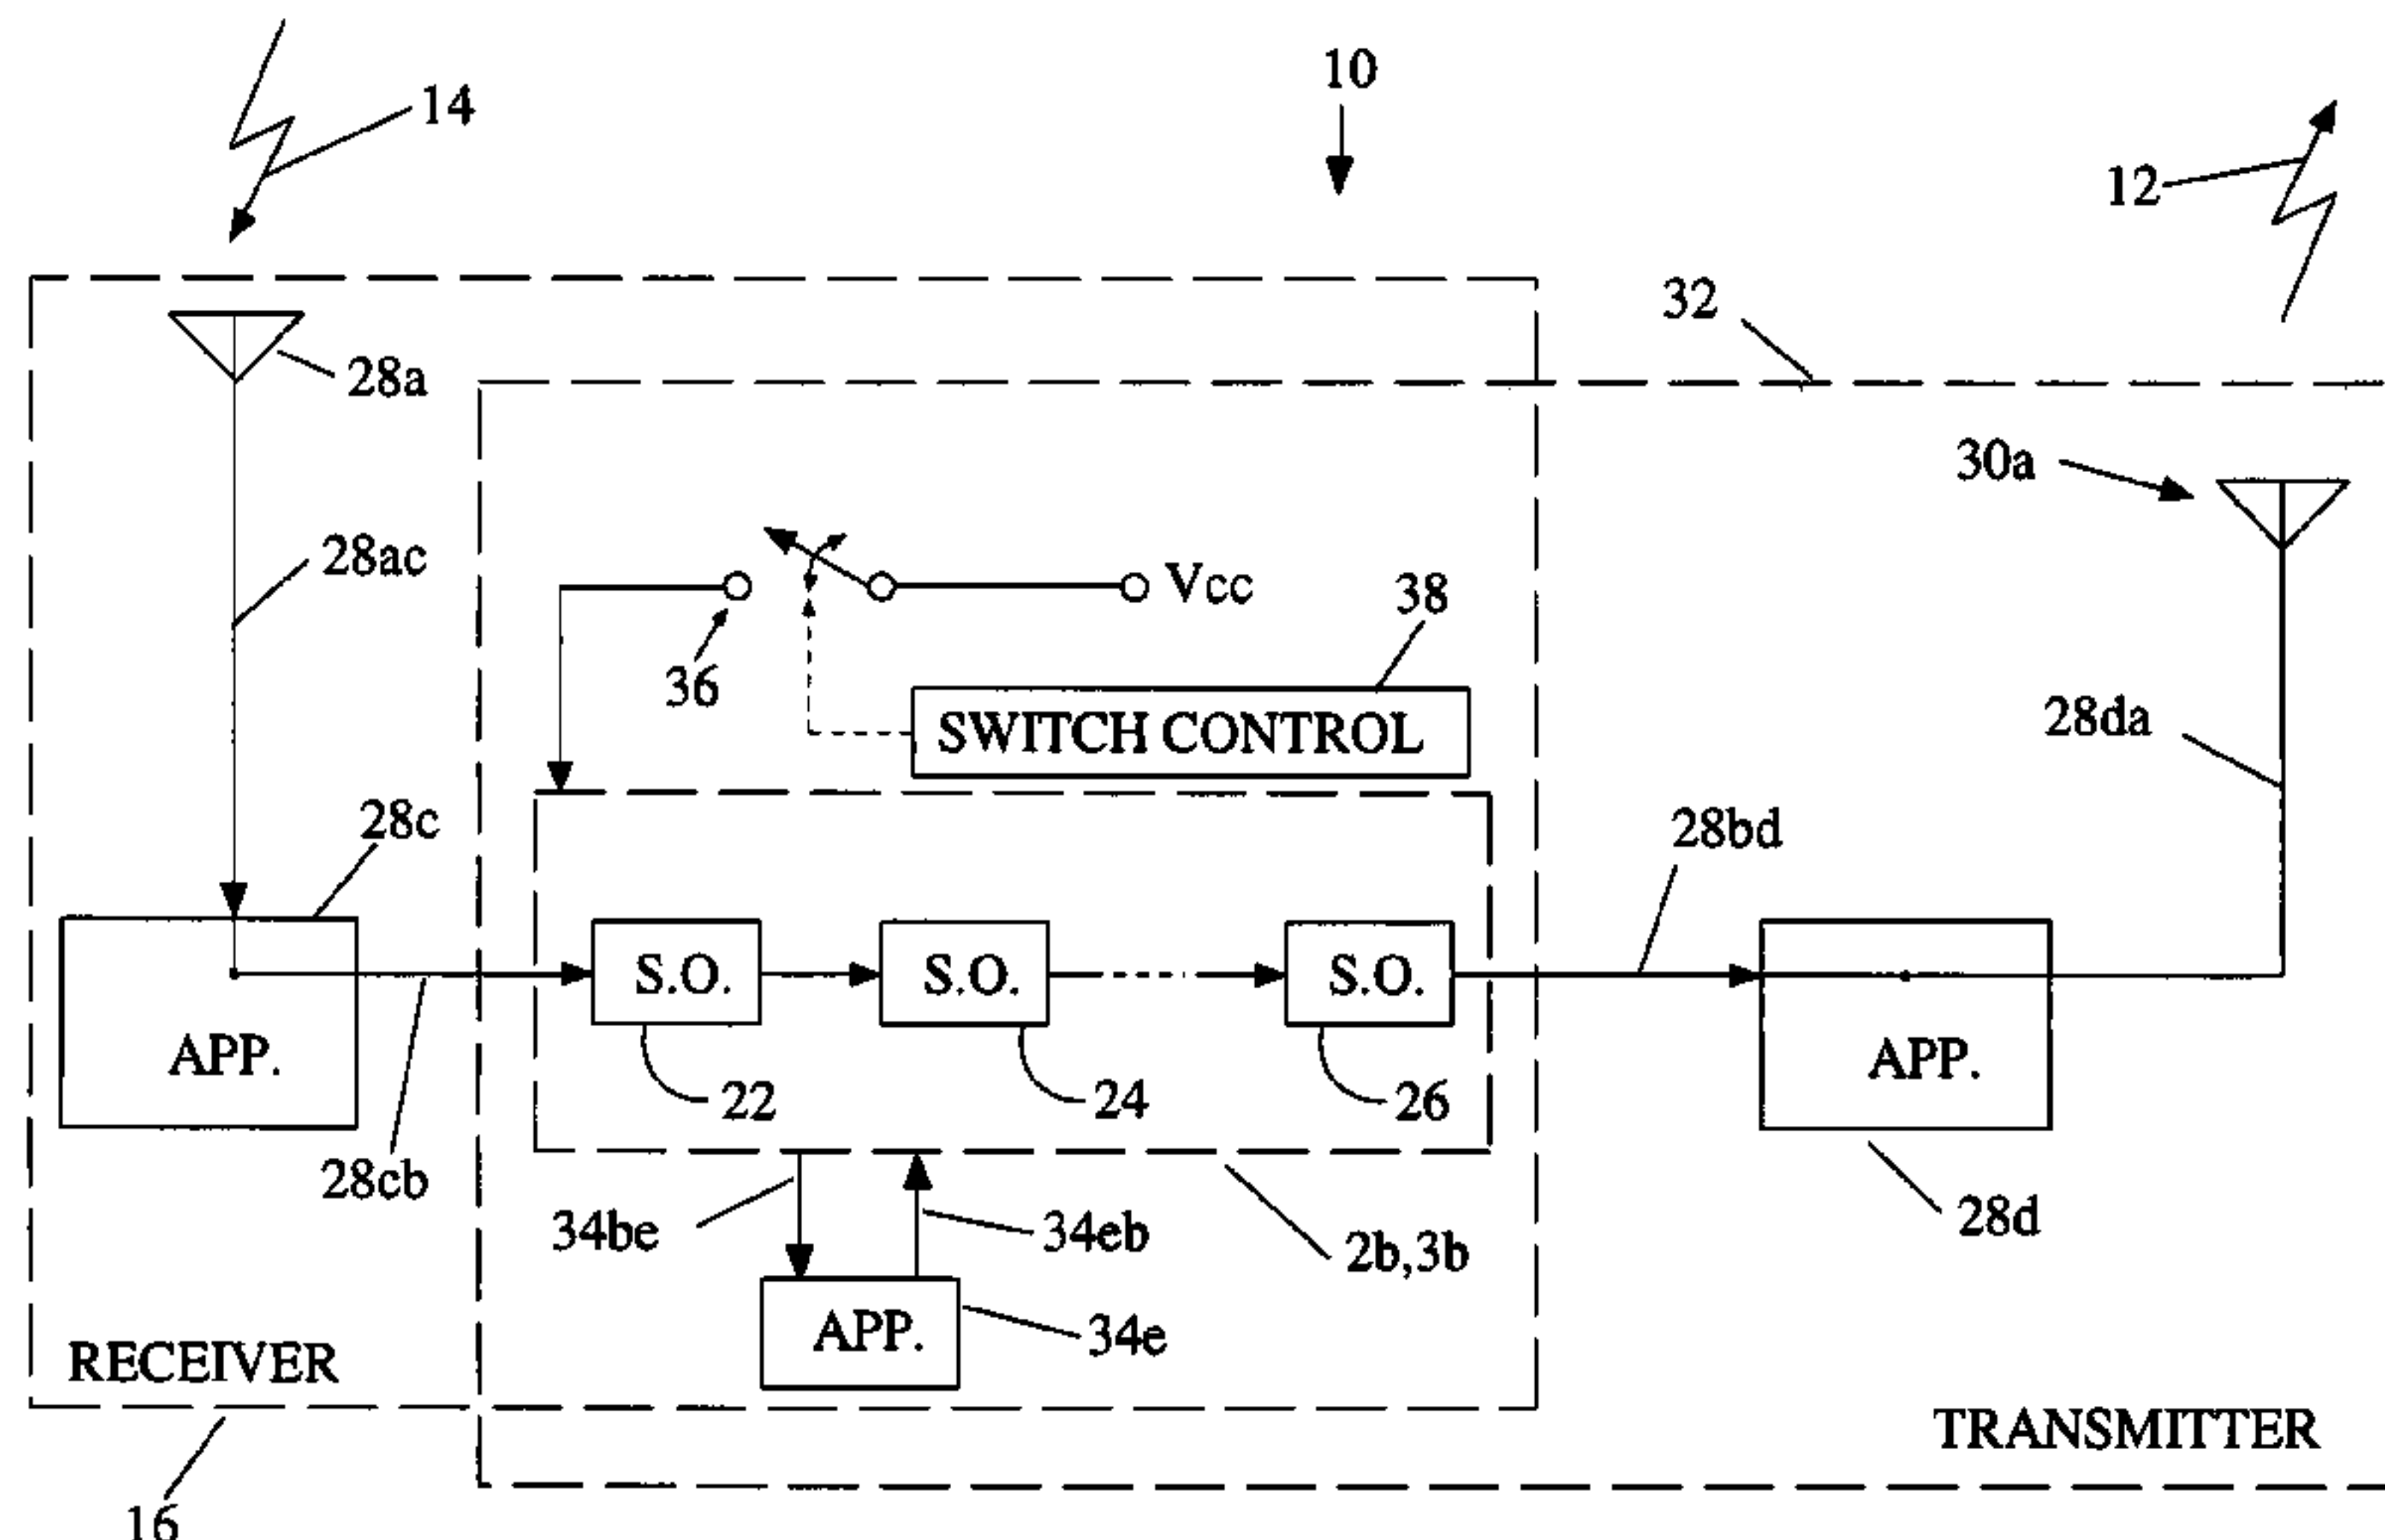 10
14
12
32
28a
30a
28ac
Vcc
38
36
SWITCH CONTROL
28da
28c
28bd
S.O.
S.O.
S.O.
APP.
APP.
22
24
26
28cb
34be
34eb
2b,3b
28d
APP.
34e
RECEIVER
TRANSMITTER
16